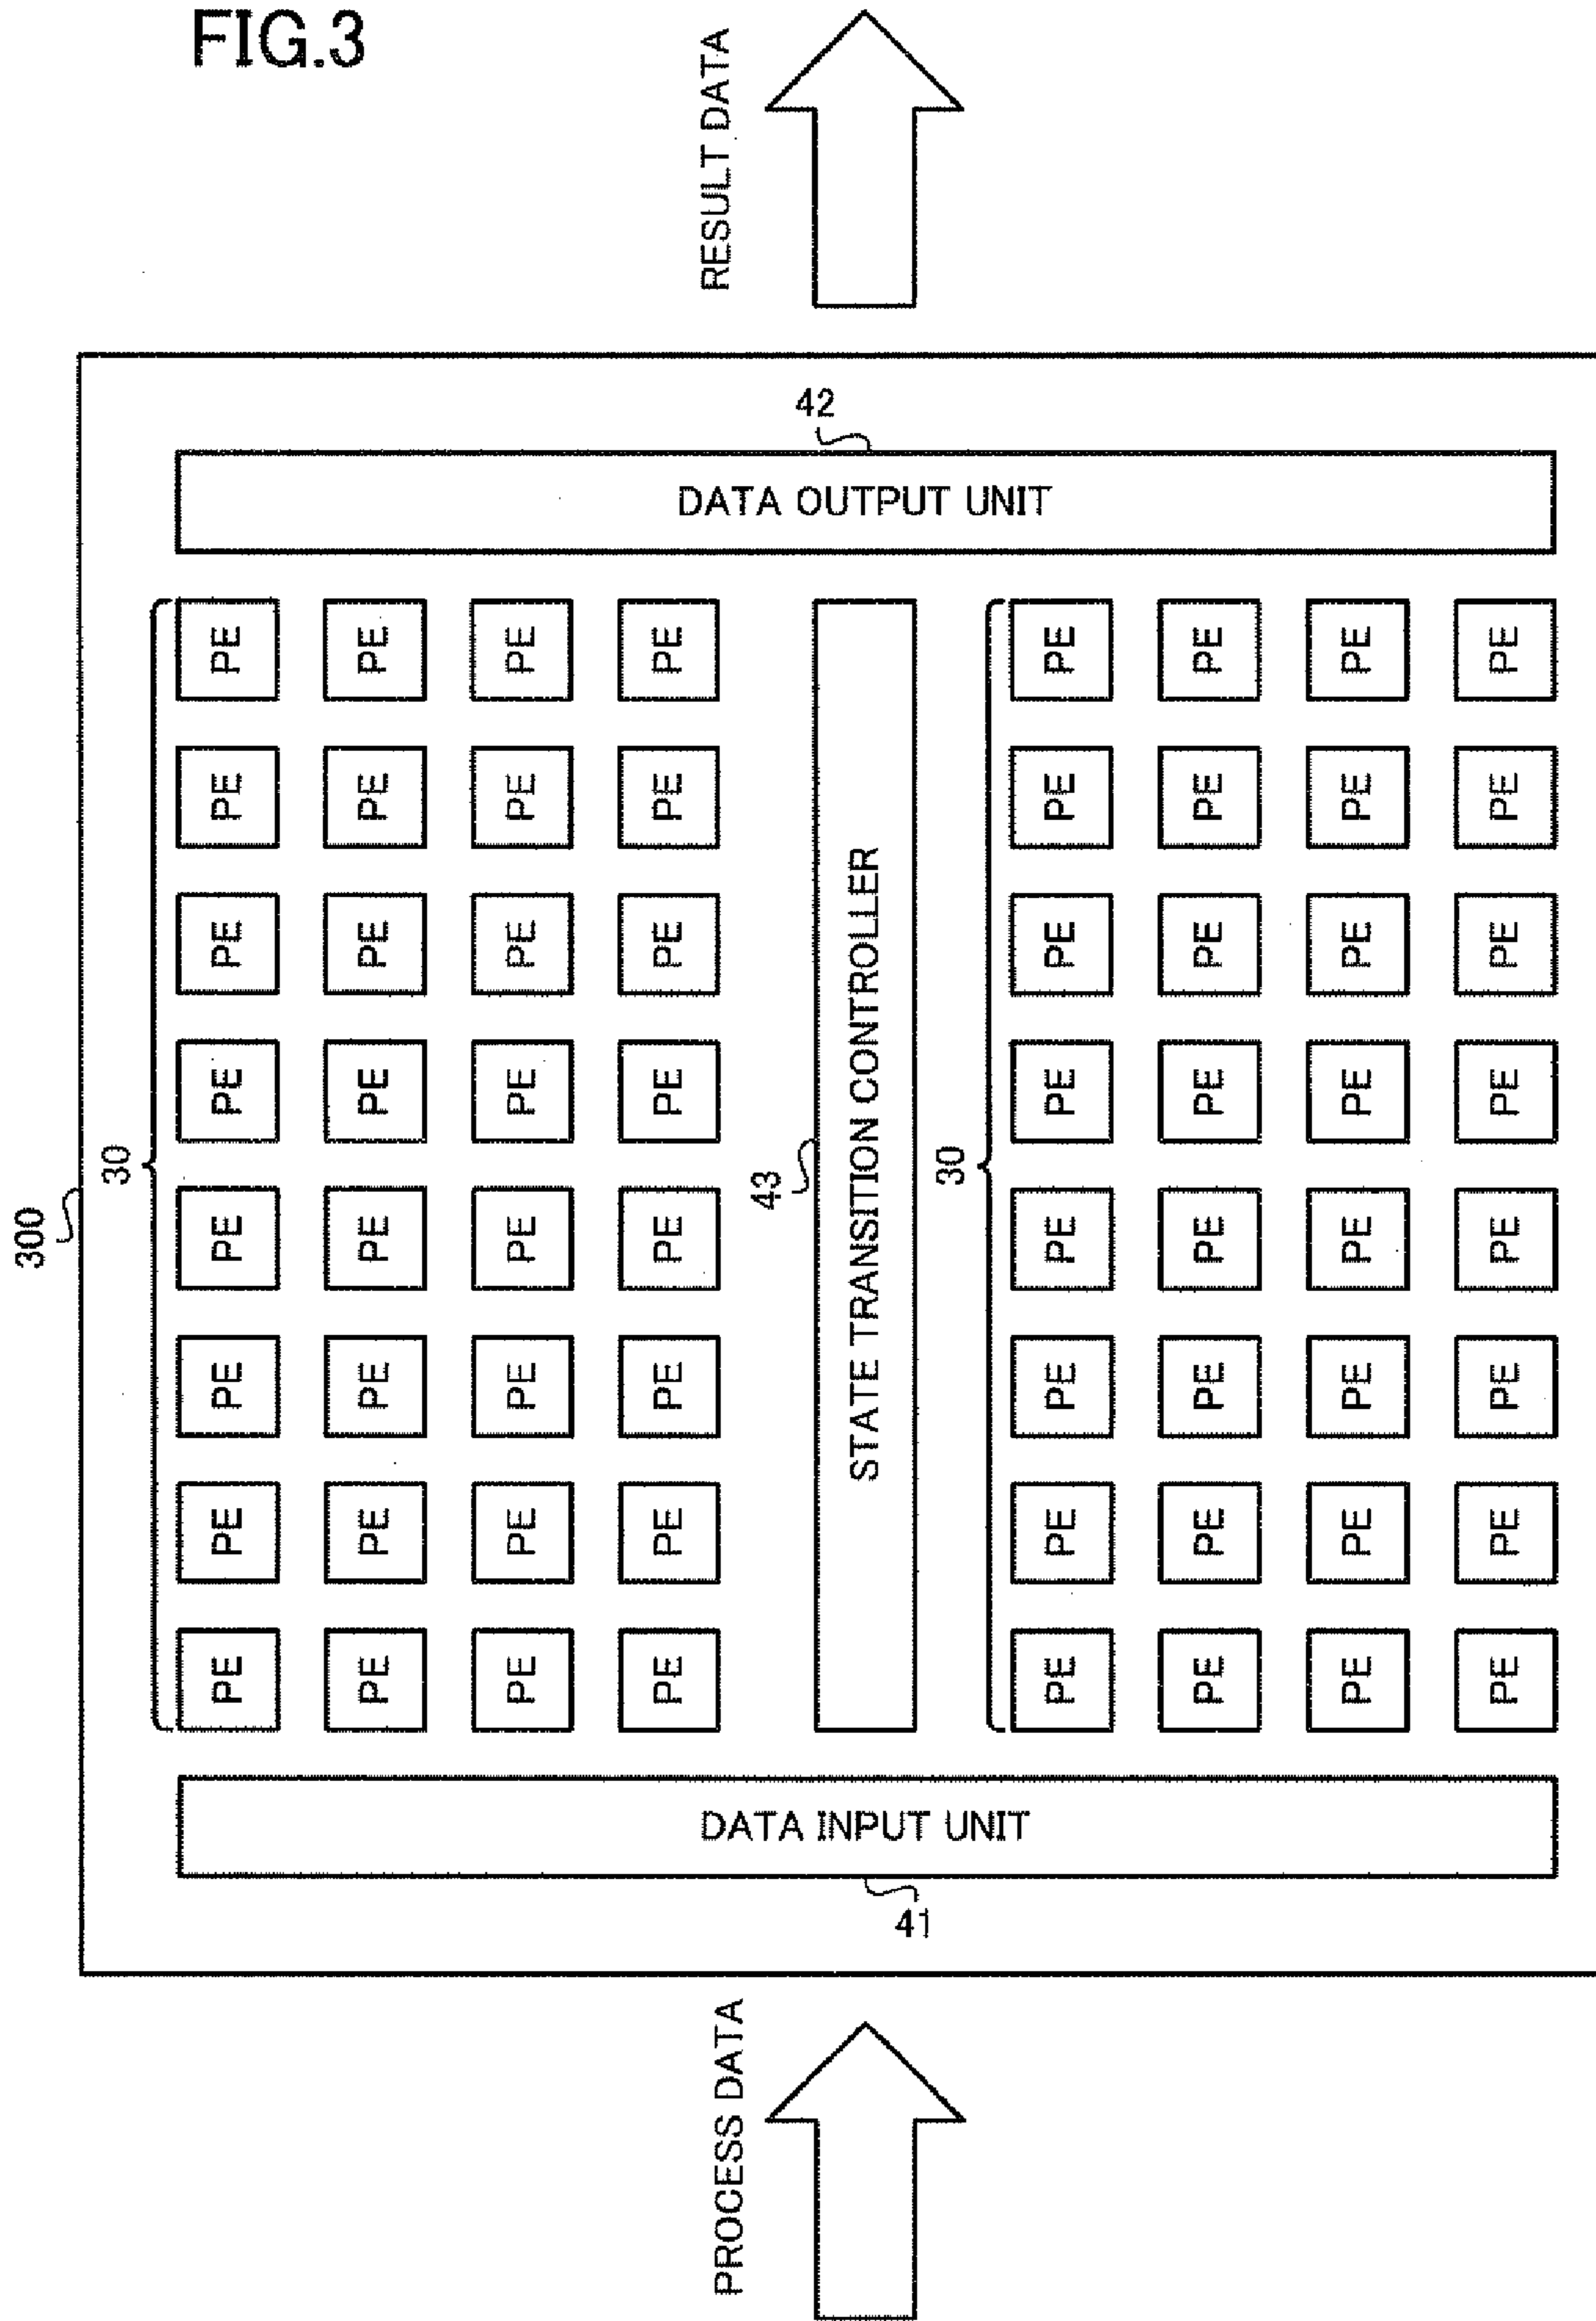 FIG.3
300
30
PE PE PE PE PE PE PE PE
PE PE PE PE PE PE PE PE
PE PE PE PE PE PE PE PE
PE PE PE PE PE PE PE PE
PROCESS DATA
DATA INPUT UNIT
41
43
STATE TRANSITION CONTROLLER
DATA OUTPUT UNIT
42
RESULT DATA
30
PE PE PE PE PE PE PE PE
PE PE PE PE PE PE PE PE
PE PE PE PE PE PE PE PE
PE PE PE PE PE PE PE PE